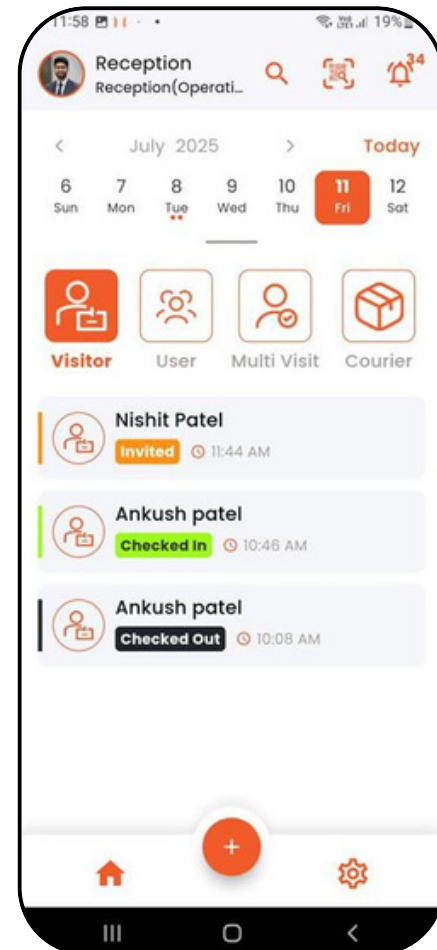 11:58 19%
34
Reception
Reception(Operati...
< July 2025 > Today
6 7 8 9 10 11 12
Sun Mon Tue Wed Thu Fri Sat
Visitor User Multi Visit Courier
Nishit Patel
Invited 11:44 AM
Ankush patel
Checked In 10:46 AM
Ankush patel
Checked Out 10:08 AM
+